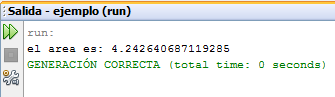 Salida - ejemplo (run)
run:
el area es: 4.242640687119285
GENERACIÓN CORRECTA (total time: 0 seconds)